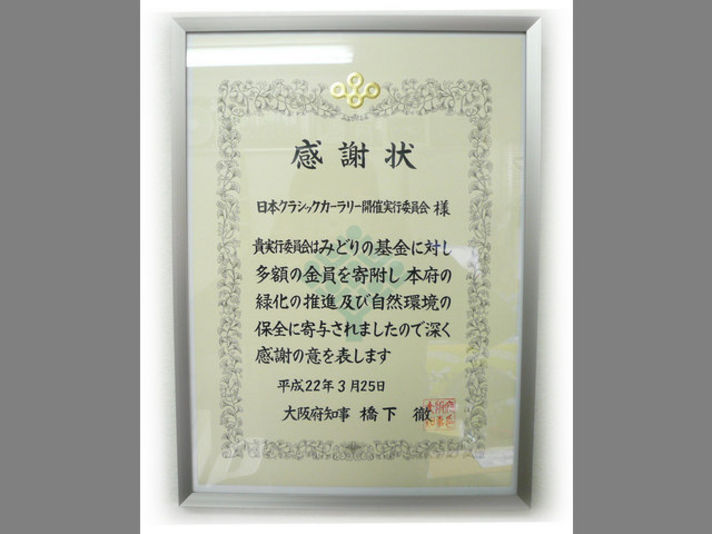 感謝状
日本クラシックカーラリー開催実行委員会 様
貴実行委員会はみどりの基金に対し
多額の金員を寄附し本府の
緑化の推進及び自然環境の
保全に寄与されましたので深く
感謝の意を表します
平成22年3月25日
大阪府知事 橋下 徹